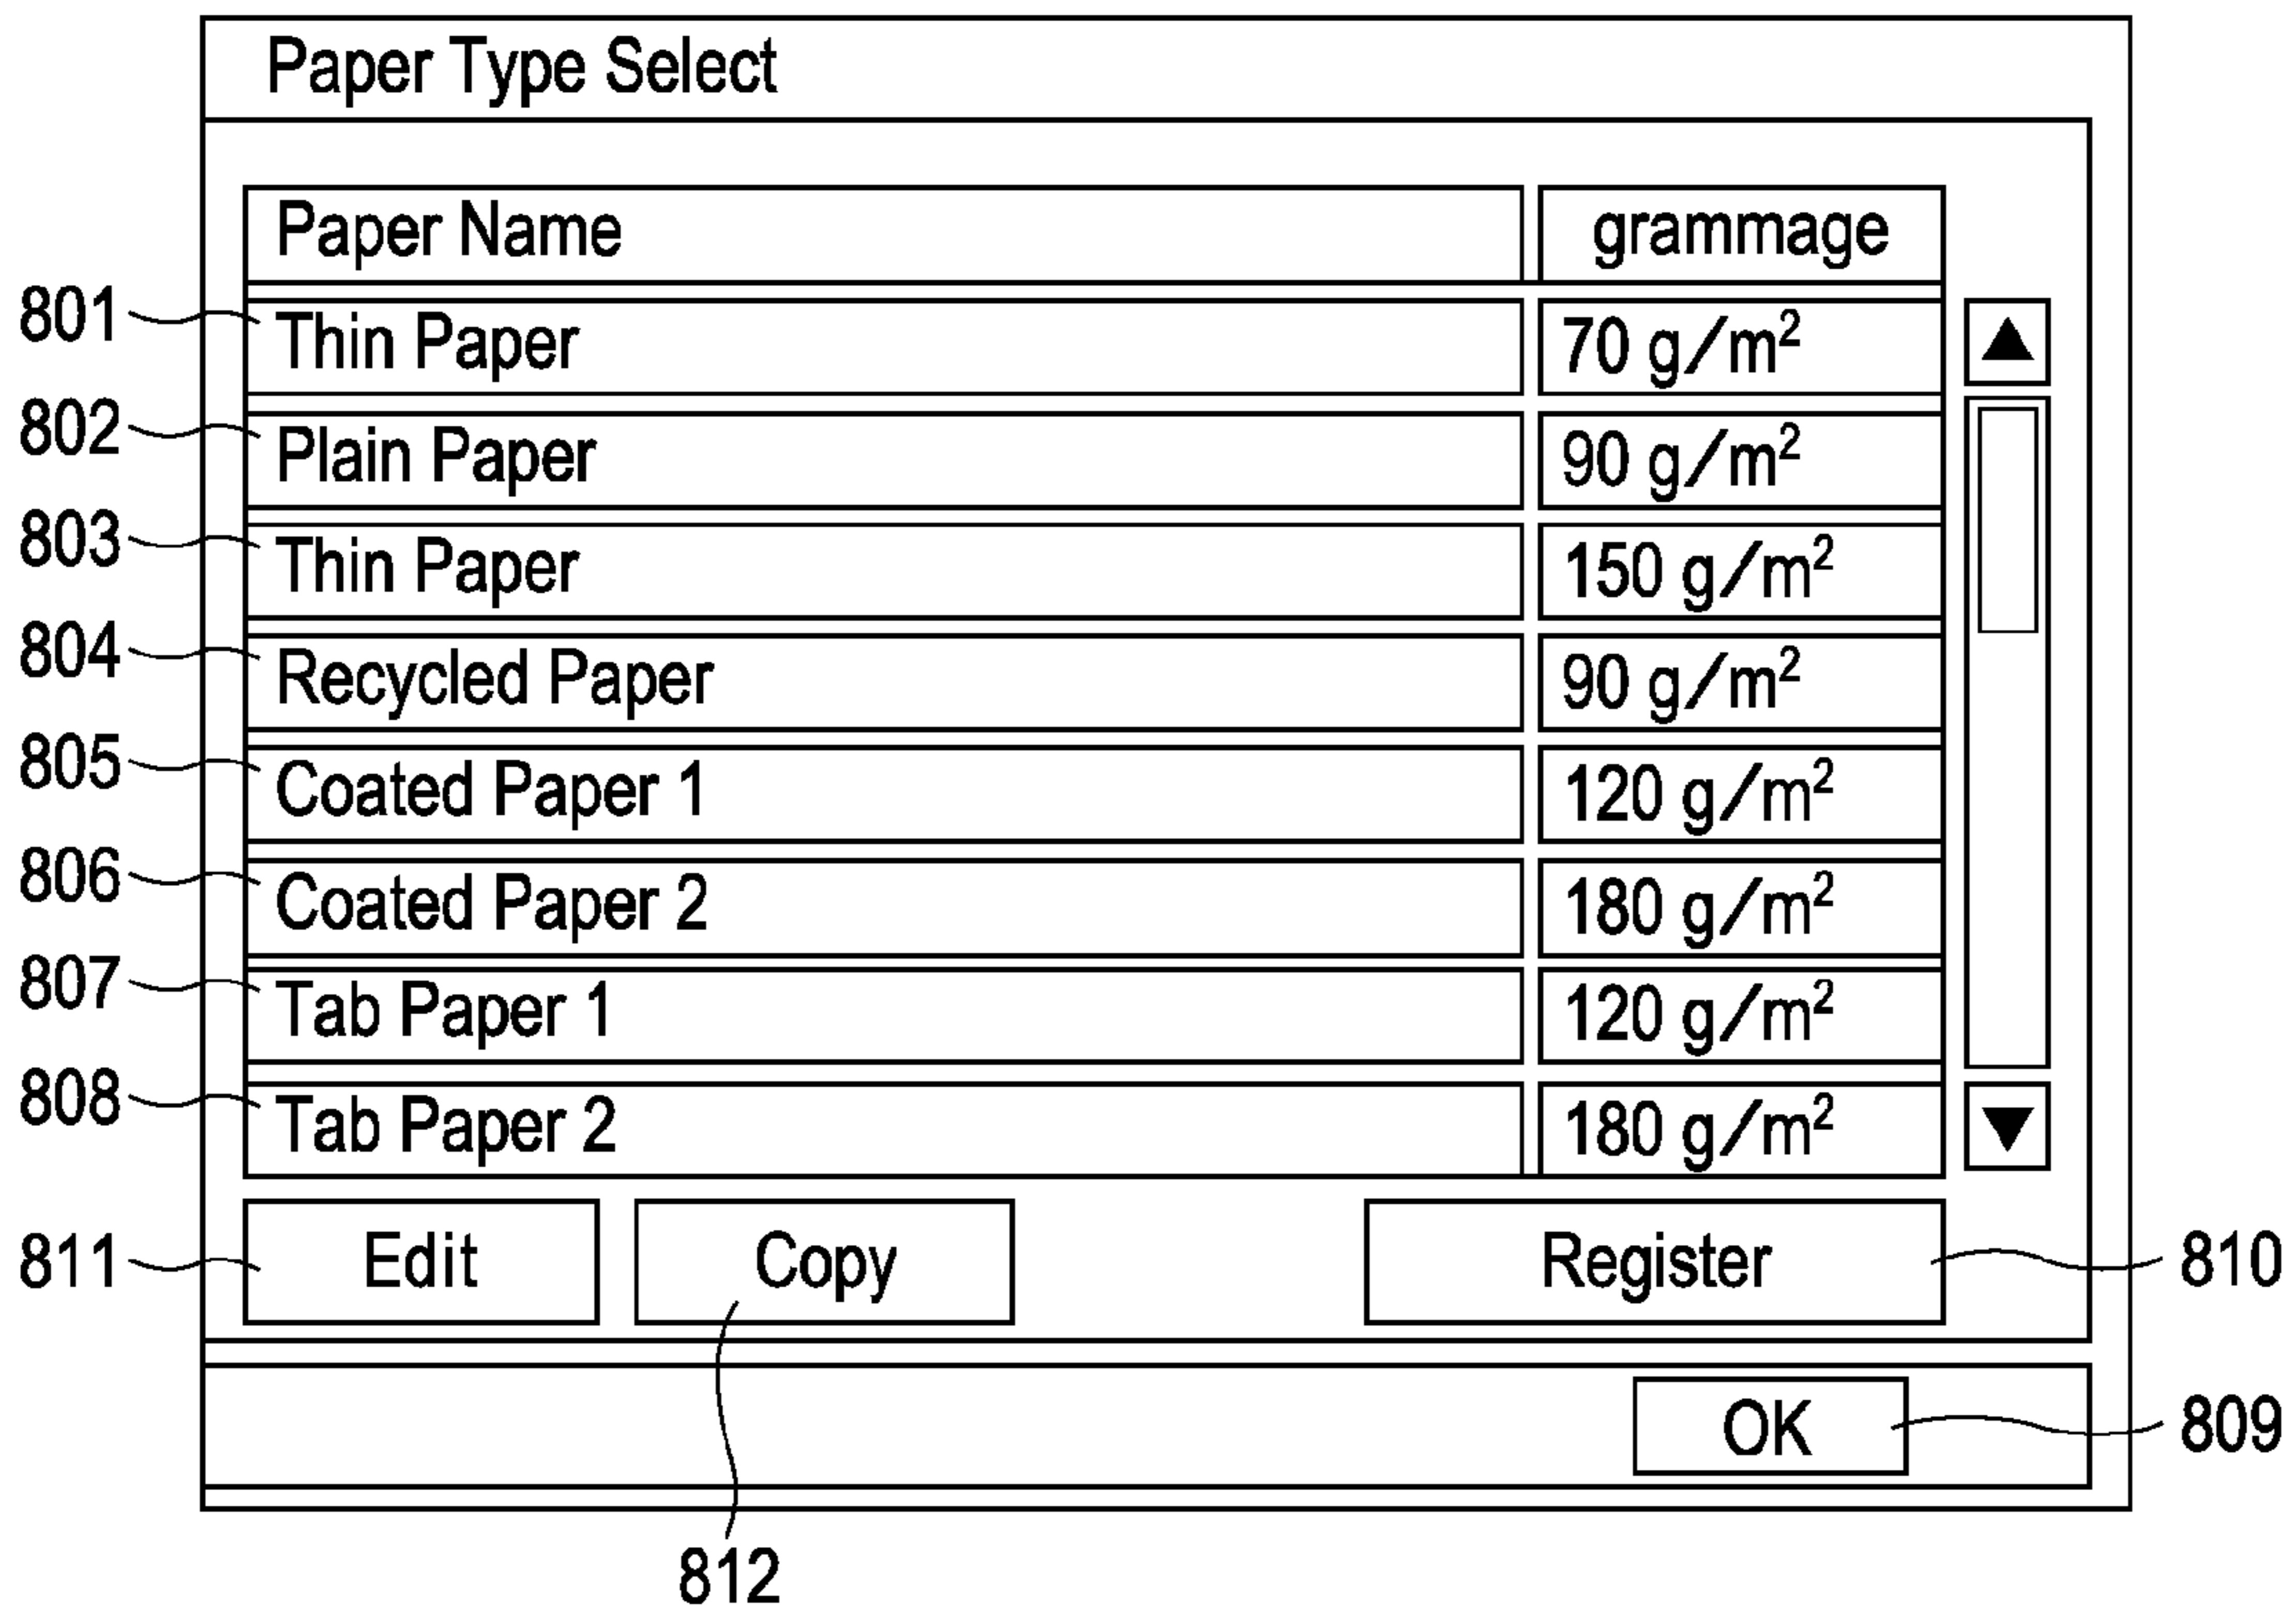 Paper Type Select
Paper Name grammage
801 Thin Paper 70 g/m²
802 Plain Paper 90 g/m²
803 Thin Paper 150 g/m²
804 Recycled Paper 90 g/m²
805 Coated Paper 1 120 g/m²
806 Coated Paper 2 180 g/m²
807 Tab Paper 1 120 g/m²
808 Tab Paper 2 180 g/m²
811 Edit Copy Register 810
OK 809
812